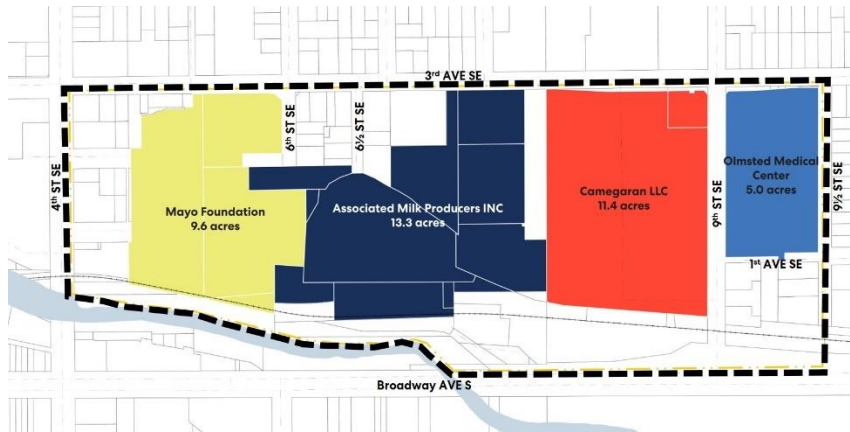 3rd AVE SE
4th ST SE
6th ST SE
6½ ST SE
9th ST SE
9½ ST SE
Mayo Foundation
9.6 acres
Associated Milk Producers INC
13.3 acres
Camegaran LLC
11.4 acres
Olmsted Medical
Center
5.0 acres
1st AVE SE
Broadway AVE S